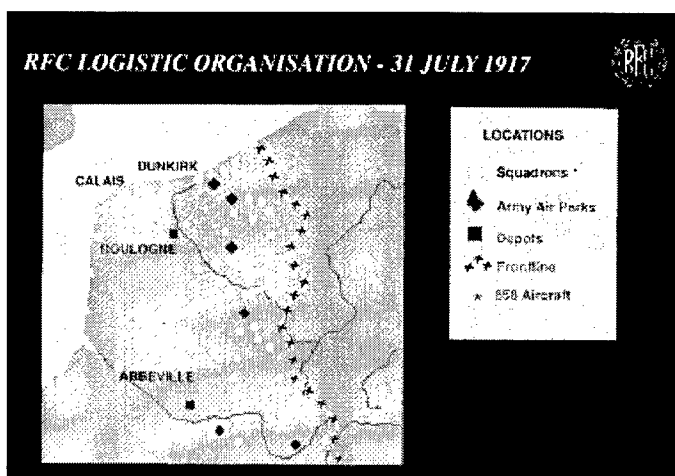 RFC LOGISTIC ORGANISATION - 31 JULY 1917
RFC
DUNKIRK
CALAIS
BOULOGNE
ABBEVILLE
LOCATIONS
Squadrons *
Army Air Parks
Depots
Frontline
* 858 Aircraft